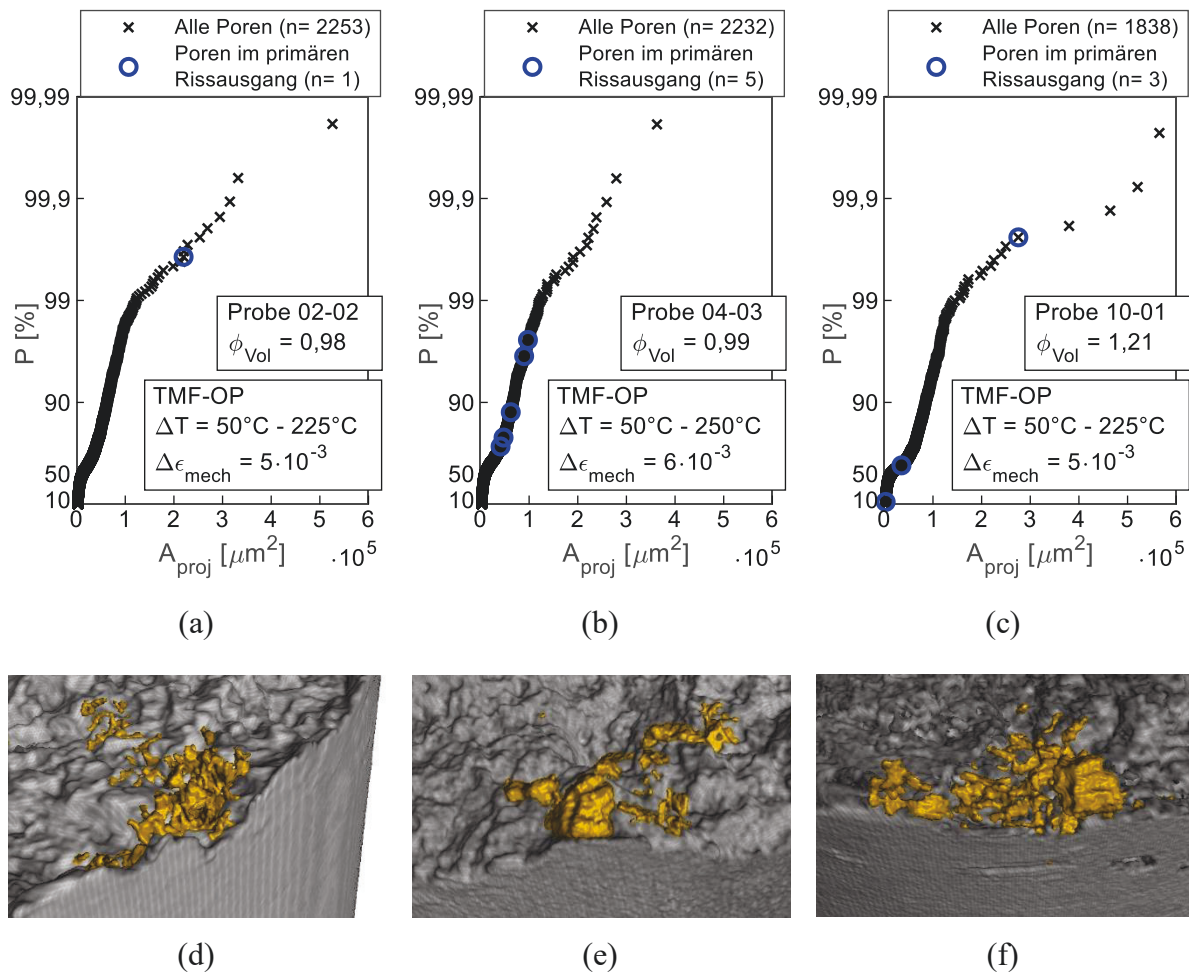 Alle Poren (n= 2253)
Poren im primären
Rissausgang (n= 1)
99,99
99,9
99
90
50
10
P [%]
Probe 02-02
ϕVol = 0,98
TMF-OP
ΔT = 50°C - 225°C
Δϵmech = 5·10⁻³
0 1 2 3 4 5 6
Aproj [μm²] ·10⁵
(a)
Alle Poren (n= 2232)
Poren im primären
Rissausgang (n= 5)
99,99
99,9
99
90
50
10
P [%]
Probe 04-03
ϕVol = 0,99
TMF-OP
ΔT = 50°C - 250°C
Δϵmech = 6·10⁻³
0 1 2 3 4 5 6
Aproj [μm²] ·10⁵
(b)
Alle Poren (n= 1838)
Poren im primären
Rissausgang (n= 3)
99,99
99,9
99
90
50
10
P [%]
Probe 10-01
ϕVol = 1,21
TMF-OP
ΔT = 50°C - 225°C
Δϵmech = 5·10⁻³
0 1 2 3 4 5 6
Aproj [μm²] ·10⁵
(c)
(d)
(e)
(f)